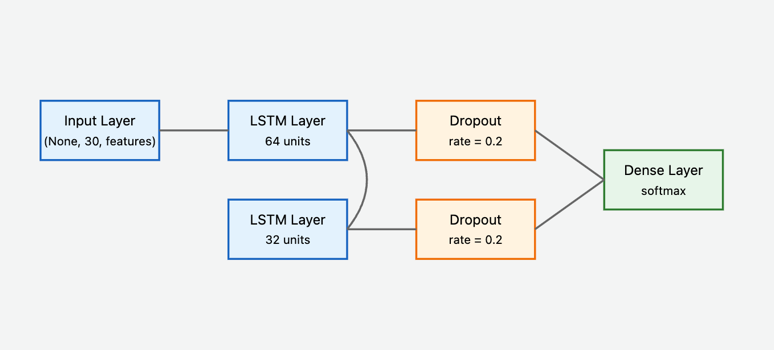 Input Layer
(None, 30, features)
LSTM Layer
64 units
Dropout
rate = 0.2
LSTM Layer
32 units
Dropout
rate = 0.2
Dense Layer
softmax